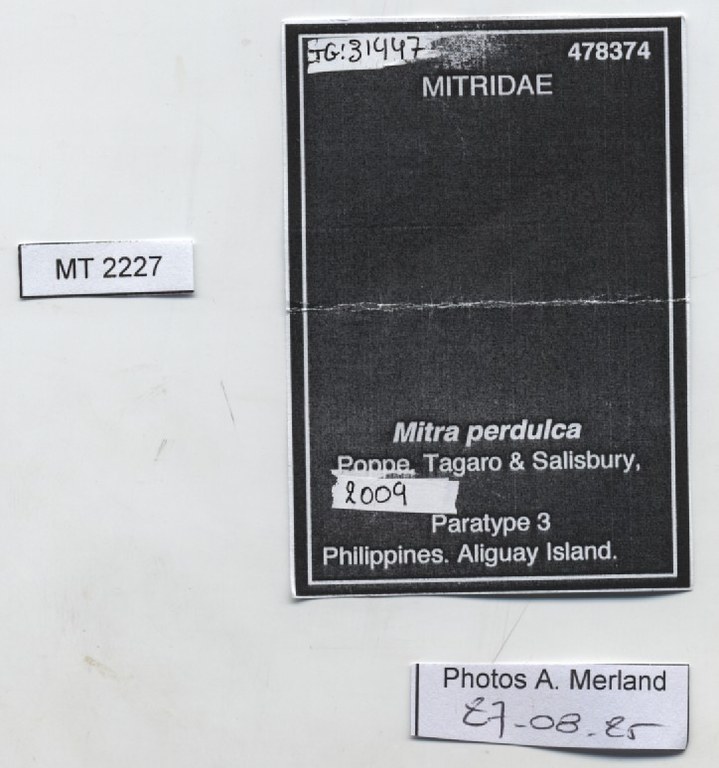 IG:31447
478374
MITRIDAE
MT 2227
Mitra perdulca
Poppe, Tagaro & Salisbury,
2009
Paratype 3
Philippines. Aliguay Island.
Photos A. Merland
27-08-25